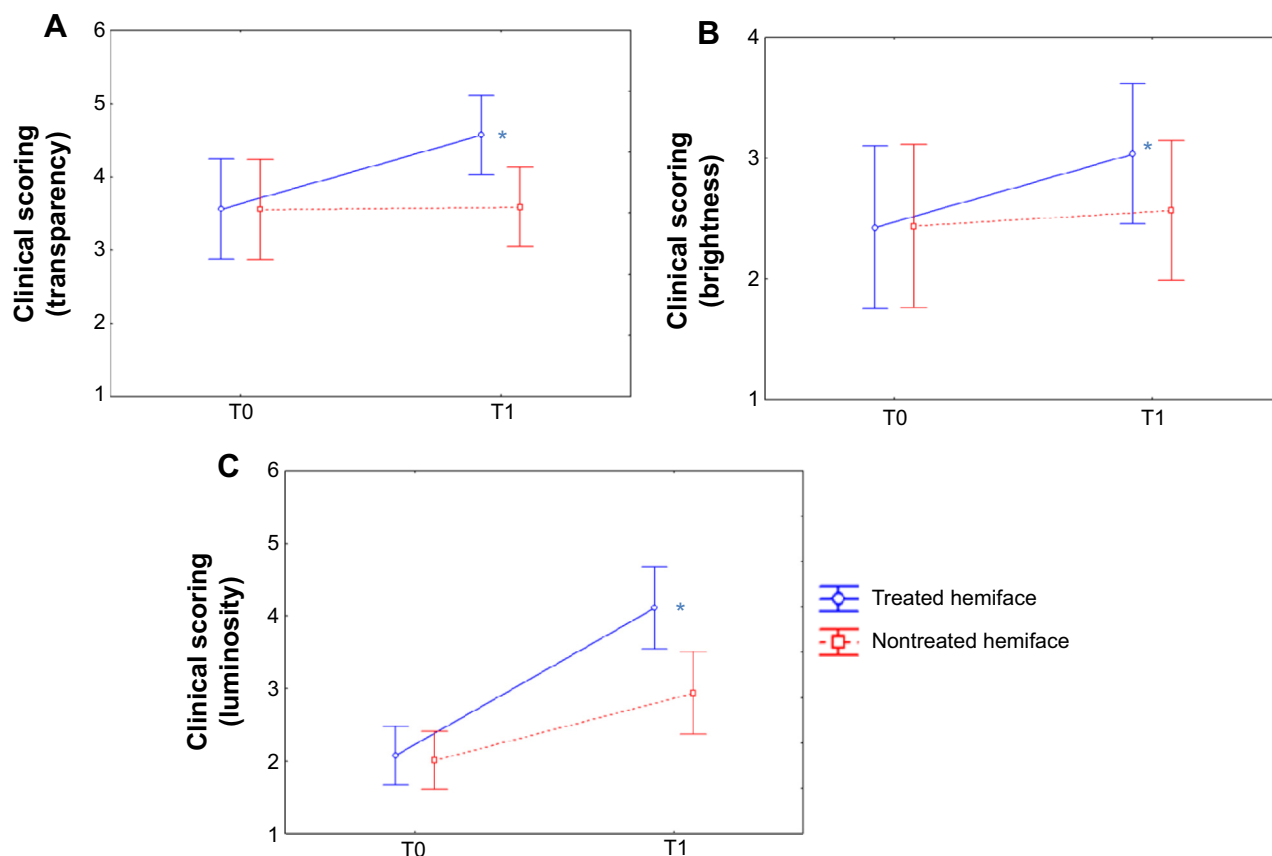 A
Clinical scoring
(transparency)
6
5
4
3
2
1
*
T0
T1
B
Clinical scoring
(brightness)
4
3
2
1
*
T0
T1
C
Clinical scoring
(luminosity)
6
5
4
3
2
1
*
T0
T1
Treated hemiface
Nontreated hemiface